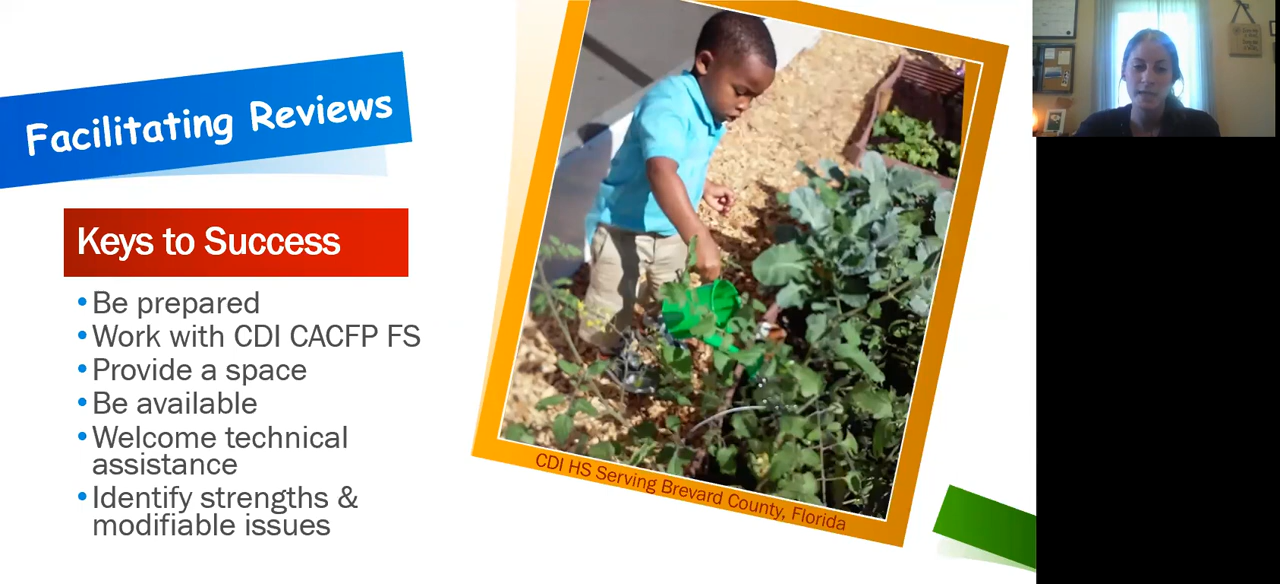 Facilitating Reviews
Keys to Success
•Be prepared
•Work with CDI CACFP FS
•Provide a space
•Be available
•Welcome technical
assistance
•Identify strengths &
modifiable issues
CDI HS Serving Brevard County, Florida